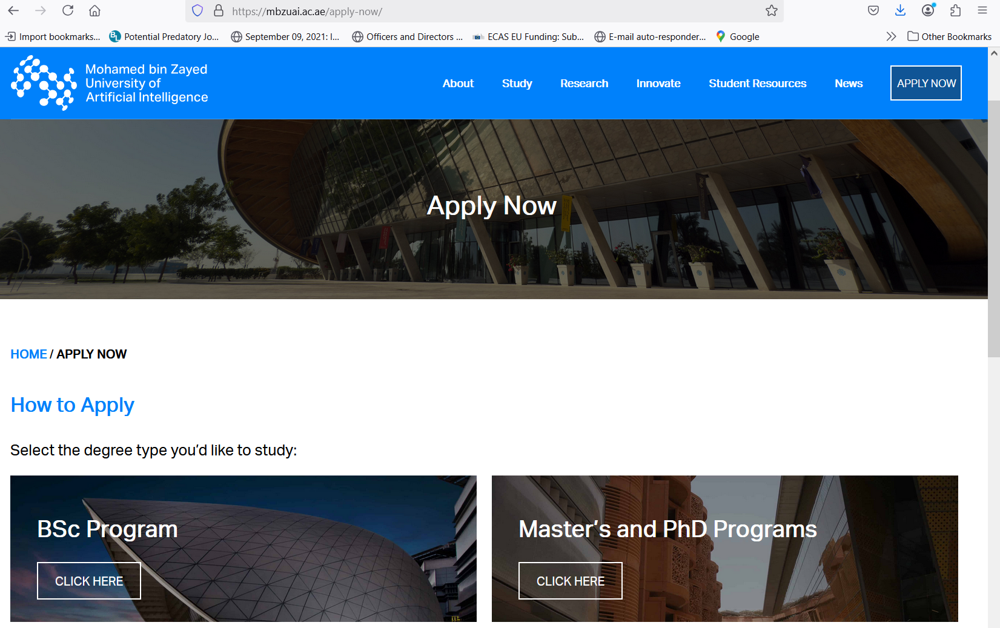 https://mbzuai.ac.ae/apply-now/
Import bookmarks... Potential Predatory Jo... September 09, 2021: I... Officers and Directors ... ECAS EU Funding: Sub... E-mail auto-responder... Google Other Bookmarks
Mohamed bin Zayed
University of
Artificial Intelligence
About Study Research Innovate Student Resources News APPLY NOW
Apply Now
HOME / APPLY NOW
How to Apply
Select the degree type you’d like to study:
BSc Program
CLICK HERE
Master’s and PhD Programs
CLICK HERE